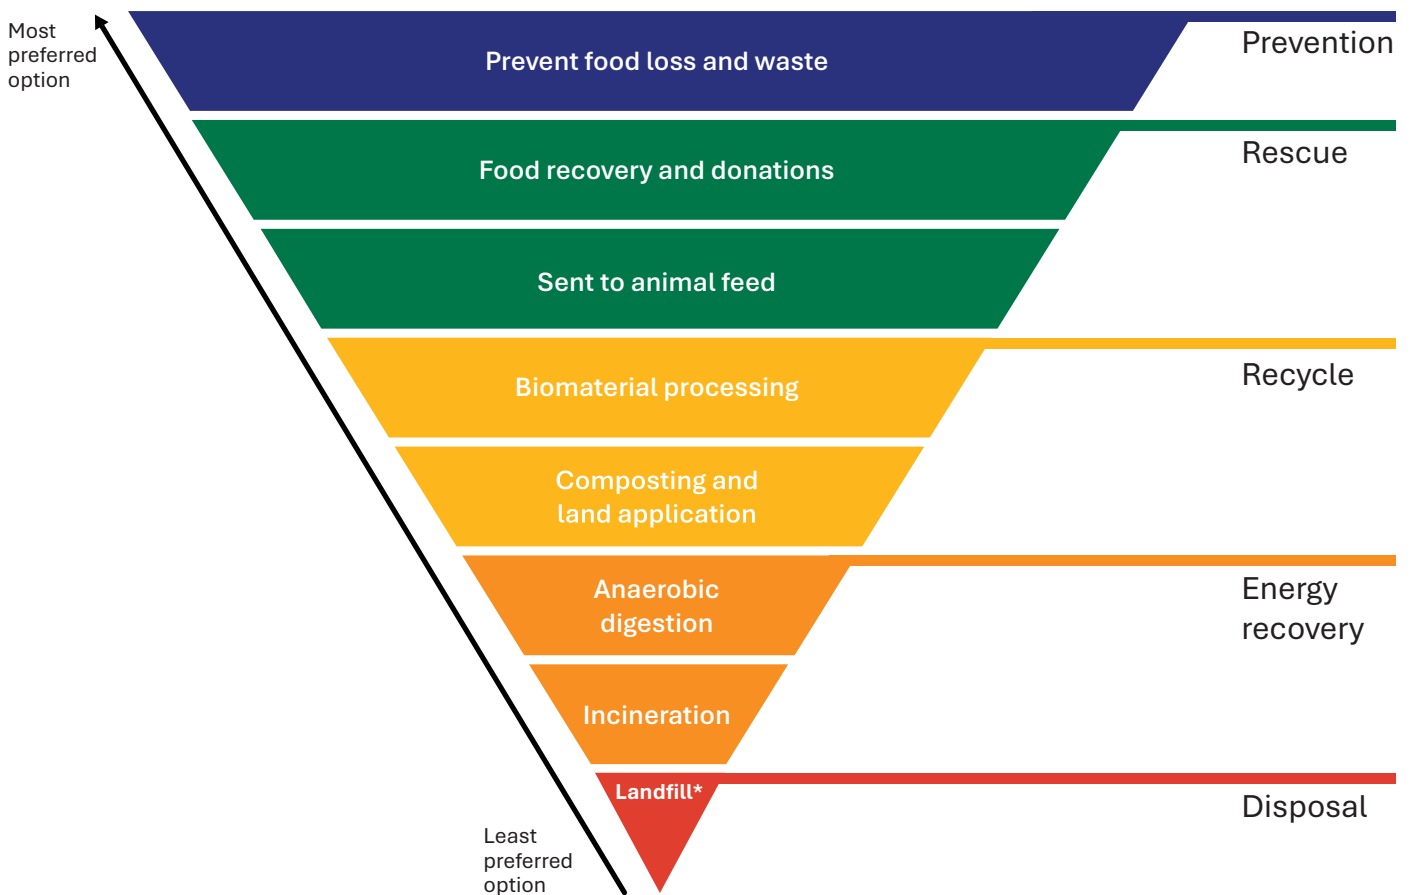 Most
preferred
option
Prevent food loss and waste
Prevention
Food recovery and donations
Rescue
Sent to animal feed
Biomaterial processing
Recycle
Composting and
land application
Anaerobic
digestion
Energy
recovery
Incineration
Landfill*
Disposal
Least
preferred
option